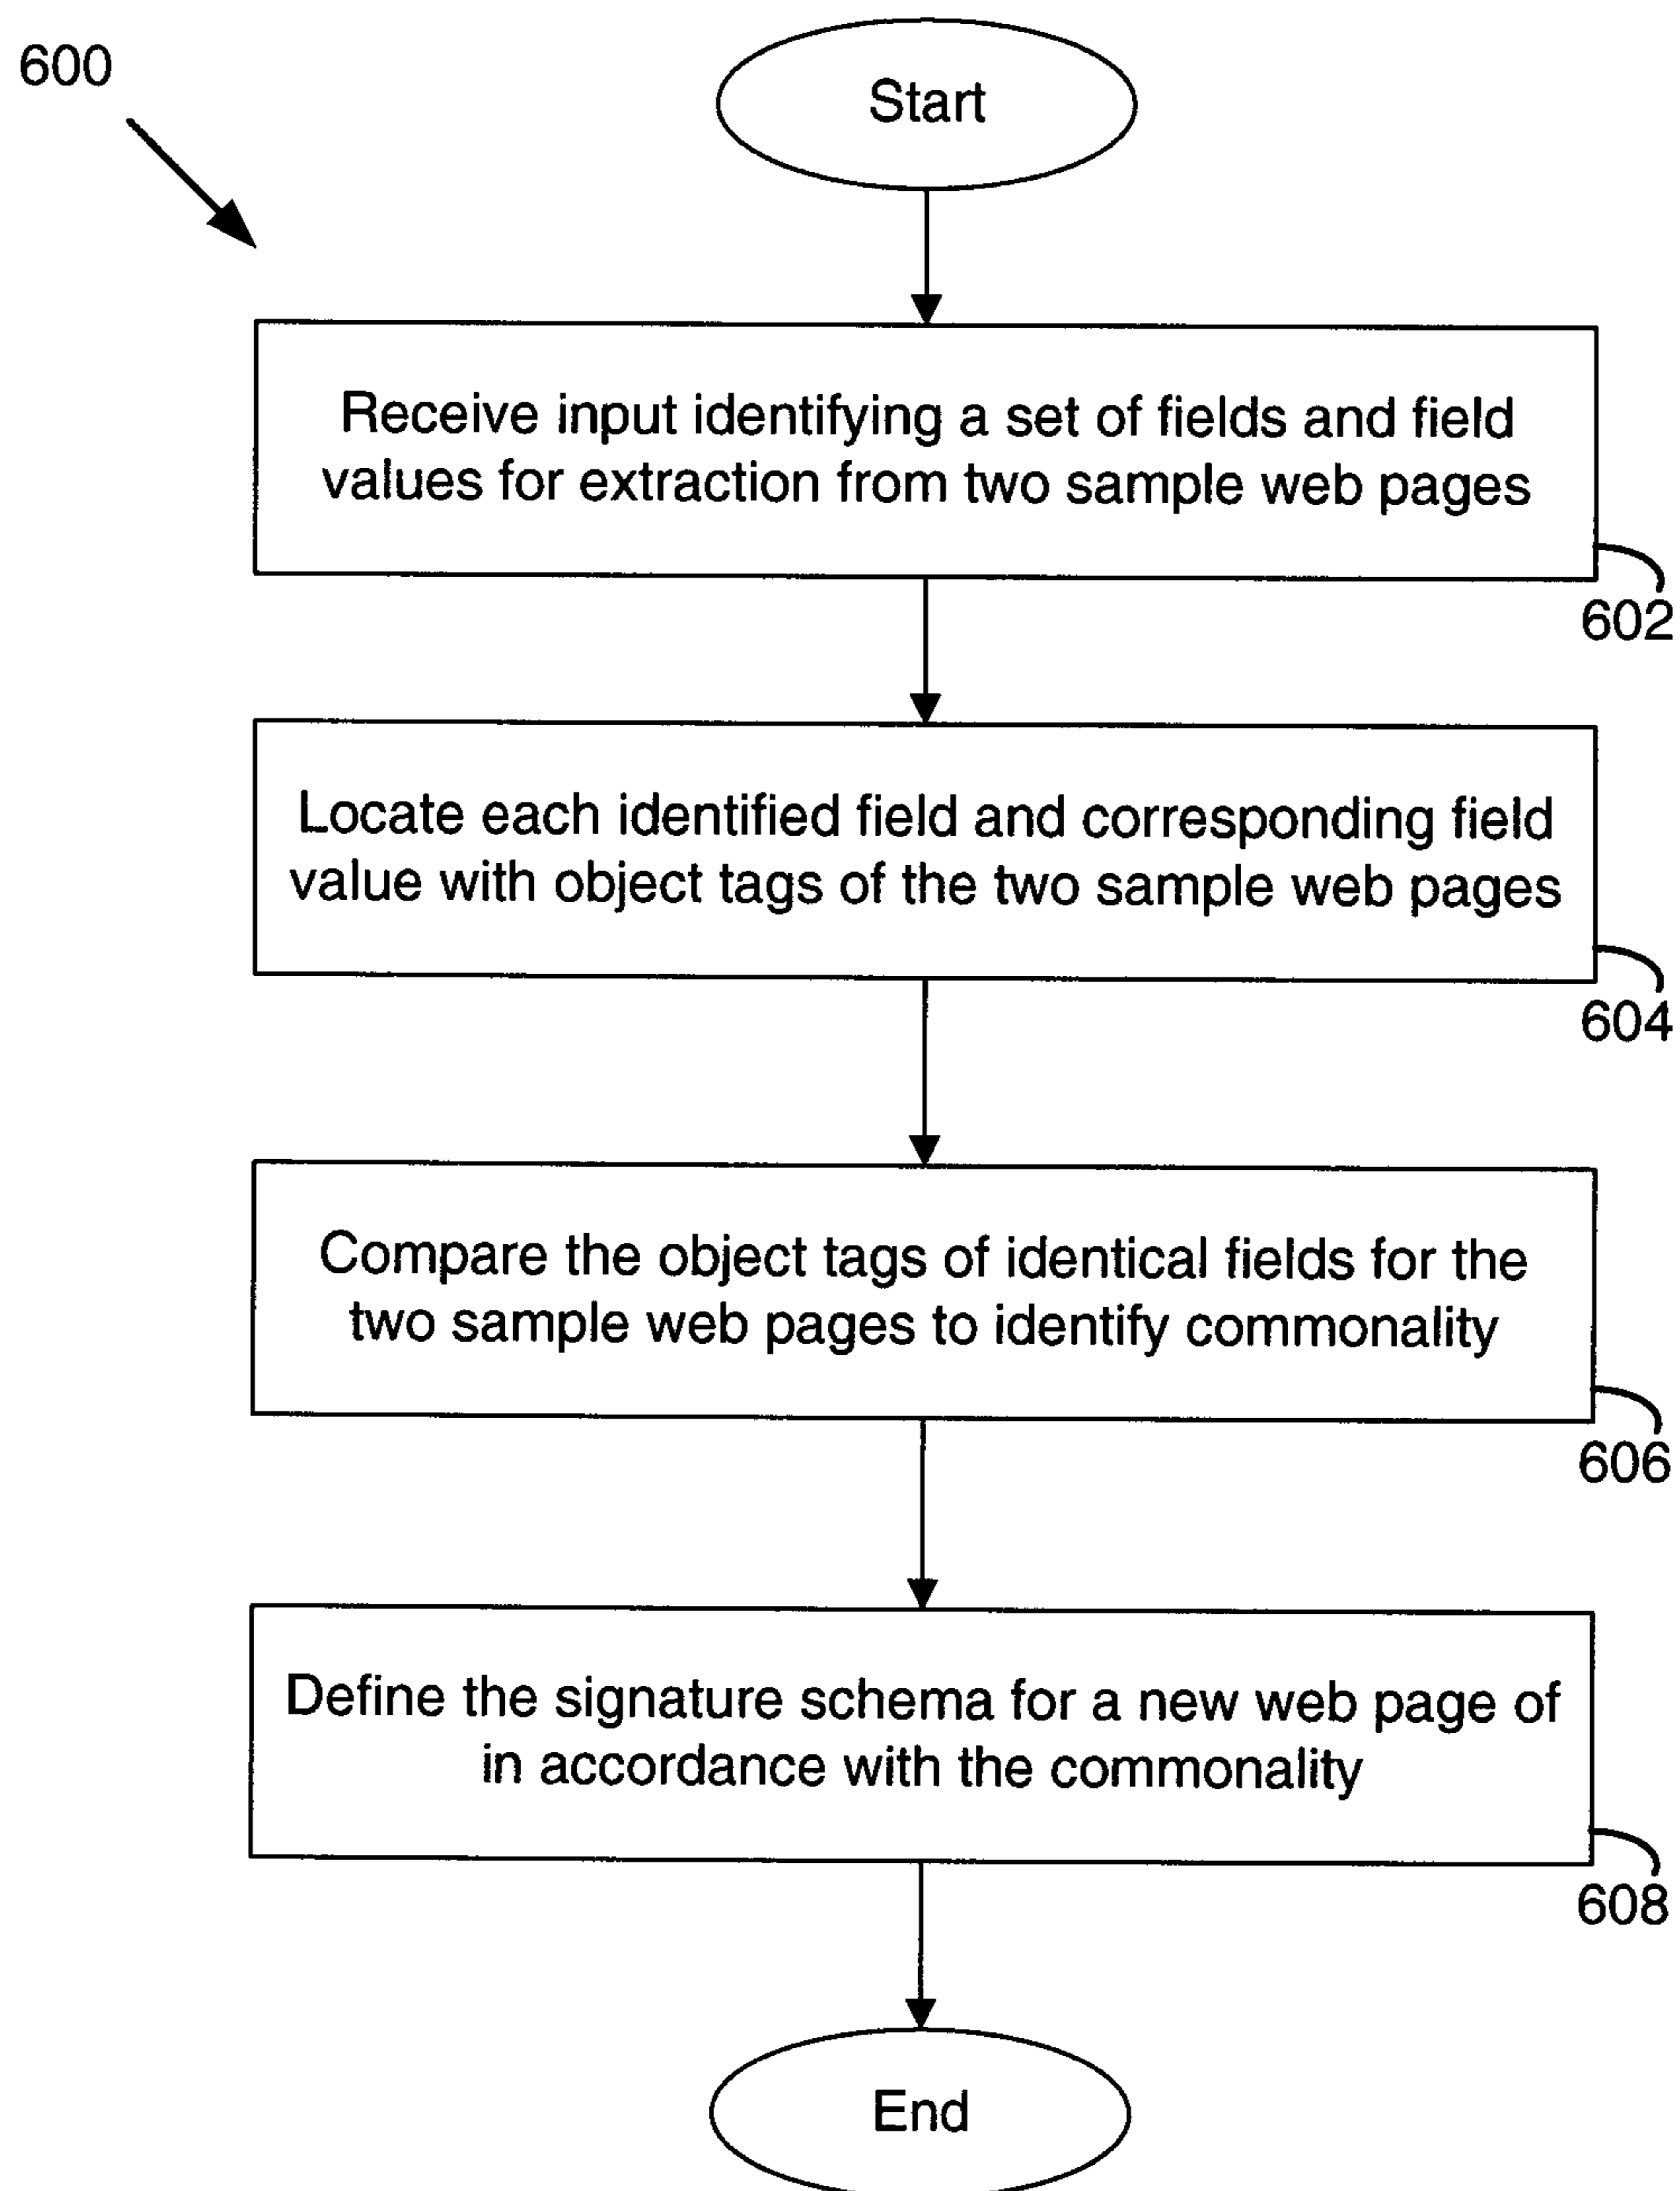 600
Start
Receive input identifying a set of fields and field
values for extraction from two sample web pages
602
Locate each identified field and corresponding field
value with object tags of the two sample web pages
604
Compare the object tags of identical fields for the
two sample web pages to identify commonality
606
Define the signature schema for a new web page of
in accordance with the commonality
608
End